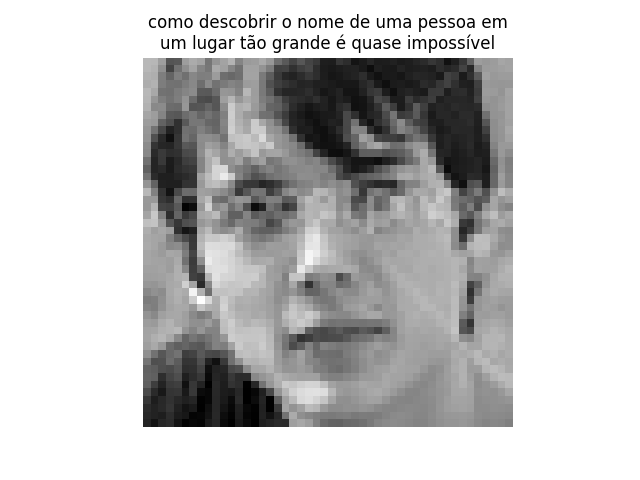 como descobrir o nome de uma pessoa em
um lugar tão grande é quase impossível